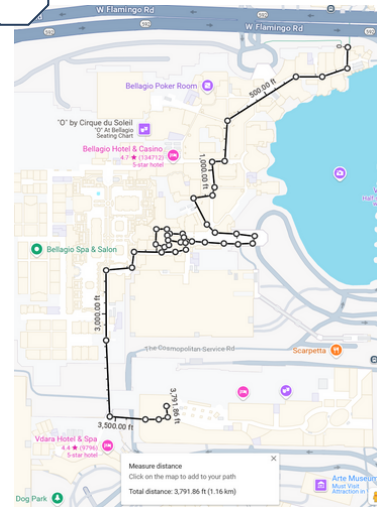 W Flamingo Rd
W Flamingo Rd
Bellagio Poker Room
500.00 ft
"O" by Cirque du Soleil
"O" At Bellagio
Seating Chart
Bellagio Hotel & Casino
4.7 ★ (134712)
5-star hotel
1,000.00 ft
Bellagio Spa & Salon
3,000.00 ft
The Cosmopolitan Service Rd
Scarpetta
3,791.86 ft
3,500.00 ft
Vdara Hotel & Spa
4.4 ★ (9796)
5-star hotel
Measure distance
Click on the map to add to your path
Total distance: 3,791.86 ft (1.16 km)
Arte Museum
Must Visit
Attraction in
Dog Park